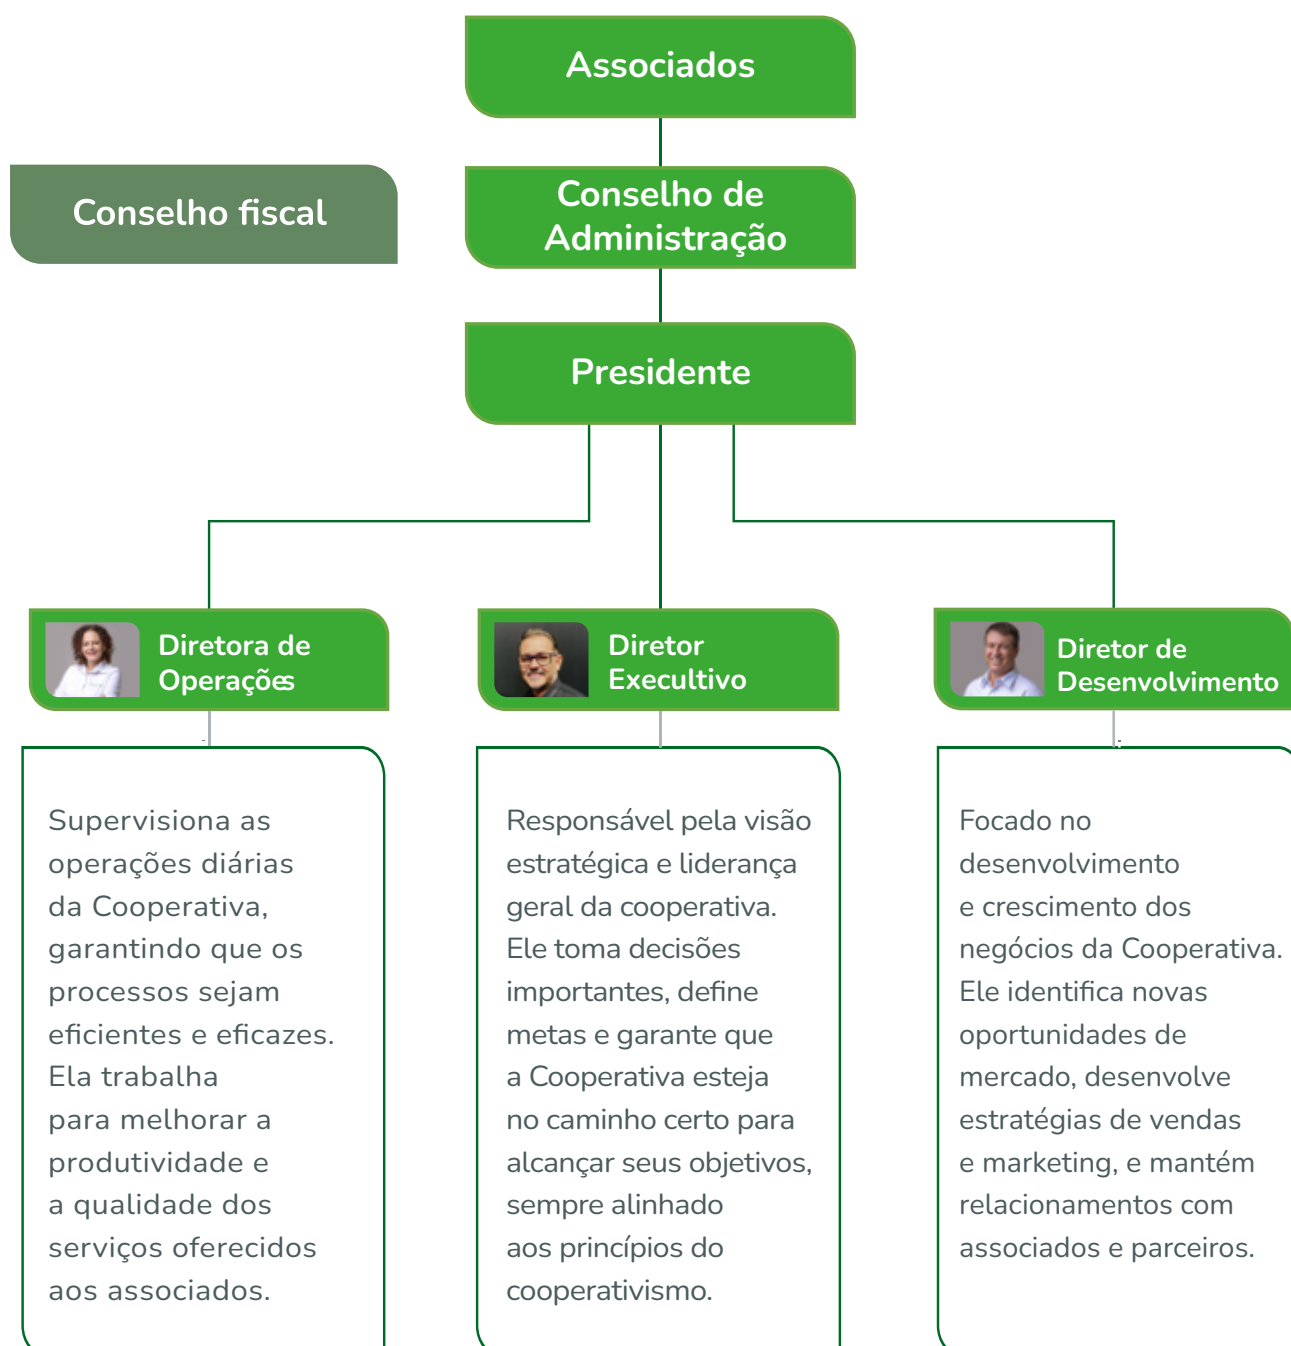 Associados
Conselho fiscal
Conselho de
Administração
Presidente
Diretora de
Operações
Diretor
Execultivo
Diretor de
Desenvolvimento
Supervisiona as
operações diárias
da Cooperativa,
garantindo que os
processos sejam
eficientes e eficazes.
Ela trabalha
para melhorar a
produtividade e
a qualidade dos
serviços oferecidos
aos associados.
Responsável pela visão
estratégica e liderança
geral da cooperativa.
Ele toma decisões
importantes, define
metas e garante que
a Cooperativa esteja
no caminho certo para
alcançar seus objetivos,
sempre alinhado
aos princípios do
cooperativismo.
Focado no
desenvolvimento
e crescimento dos
negócios da Cooperativa.
Ele identifica novas
oportunidades de
mercado, desenvolve
estratégias de vendas
e marketing, e mantém
relacionamentos com
associados e parceiros.